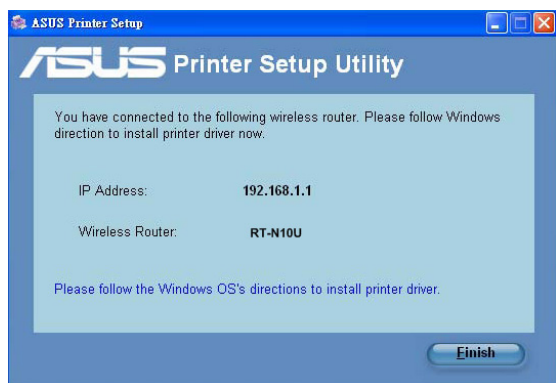 ASUS Printer Setup
ASUS Printer Setup Utility
You have connected to the following wireless router. Please follow Windows
direction to install printer driver now.
IP Address: 192.168.1.1
Wireless Router: RT-N10U
Please follow the Windows OS's directions to install printer driver.
Finish